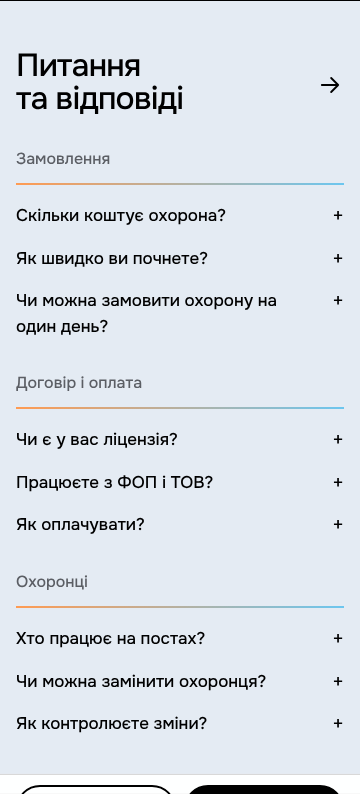 Питання
та відповіді
Замовлення
Скільки коштує охорона?
Як швидко ви почнете?
Чи можна замовити охорону на
один день?
Договір і оплата
Чи є у вас ліцензія?
Працюєте з ФОП і ТОВ?
Як оплачувати?
Охоронці
Хто працює на постах?
Чи можна замінити охоронця?
Як контролюєте зміни?